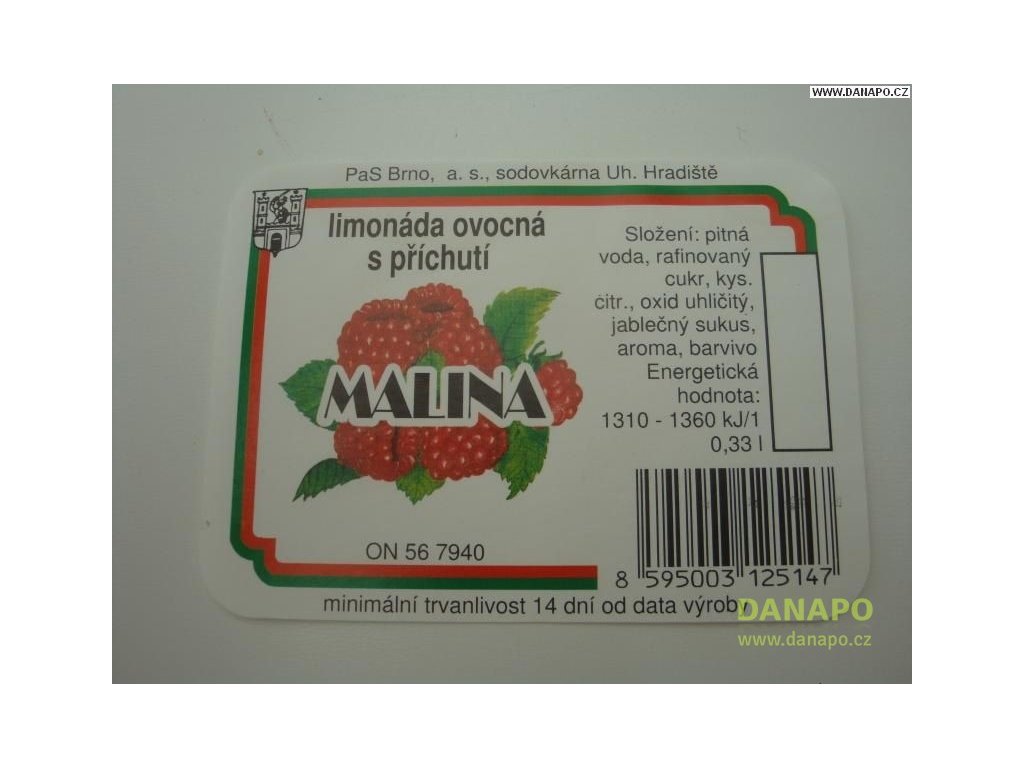 WWW.DANAPO.CZ
PaS Brno, a. s., sodovkárna Uh. Hradiště
limonáda ovocná
s příchutí
MALINA
Složení: pitná
voda, rafinovaný
cukr, kys.
citr., oxid uhličitý,
jablečný sukus,
aroma, barvivo
Energetická
hodnota:
1310 - 1360 kJ/1
0,33 l
ON 56 7940
8 595003 125147
minimální trvanlivost 14 dní od data výroby
DANAPO
www.danapo.cz